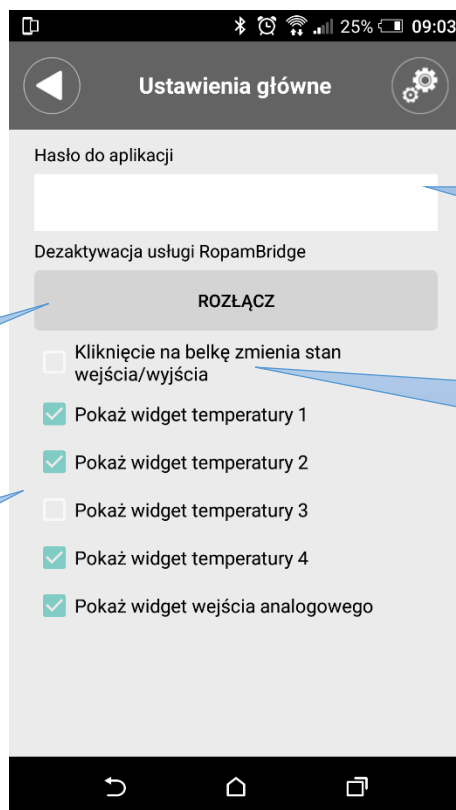 25% 09:03
Ustawienia główne
Hasło do aplikacji
Dezaktywacja usługi RopamBridge
ROZŁĄCZ
Kliknięcie na belkę zmienia stan
wejścia/wyjścia
Pokaż widget temperatury 1
Pokaż widget temperatury 2
Pokaż widget temperatury 3
Pokaż widget temperatury 4
Pokaż widget wejścia analogowego